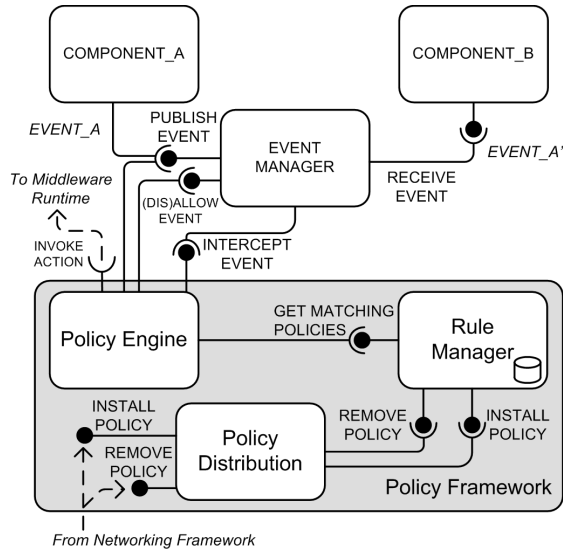 COMPONENT_A
COMPONENT_B
EVENT_A
PUBLISH
EVENT
EVENT
MANAGER
RECEIVE
EVENT
EVENT_A'
To Middleware
Runtime
(DIS)ALLOW
EVENT
INVOKE
ACTION
INTERCEPT
EVENT
Policy Engine
GET MATCHING
POLICIES
Rule
Manager
INSTALL
POLICY
REMOVE
POLICY
Policy
Distribution
REMOVE
POLICY
INSTALL
POLICY
Policy Framework
From Networking Framework